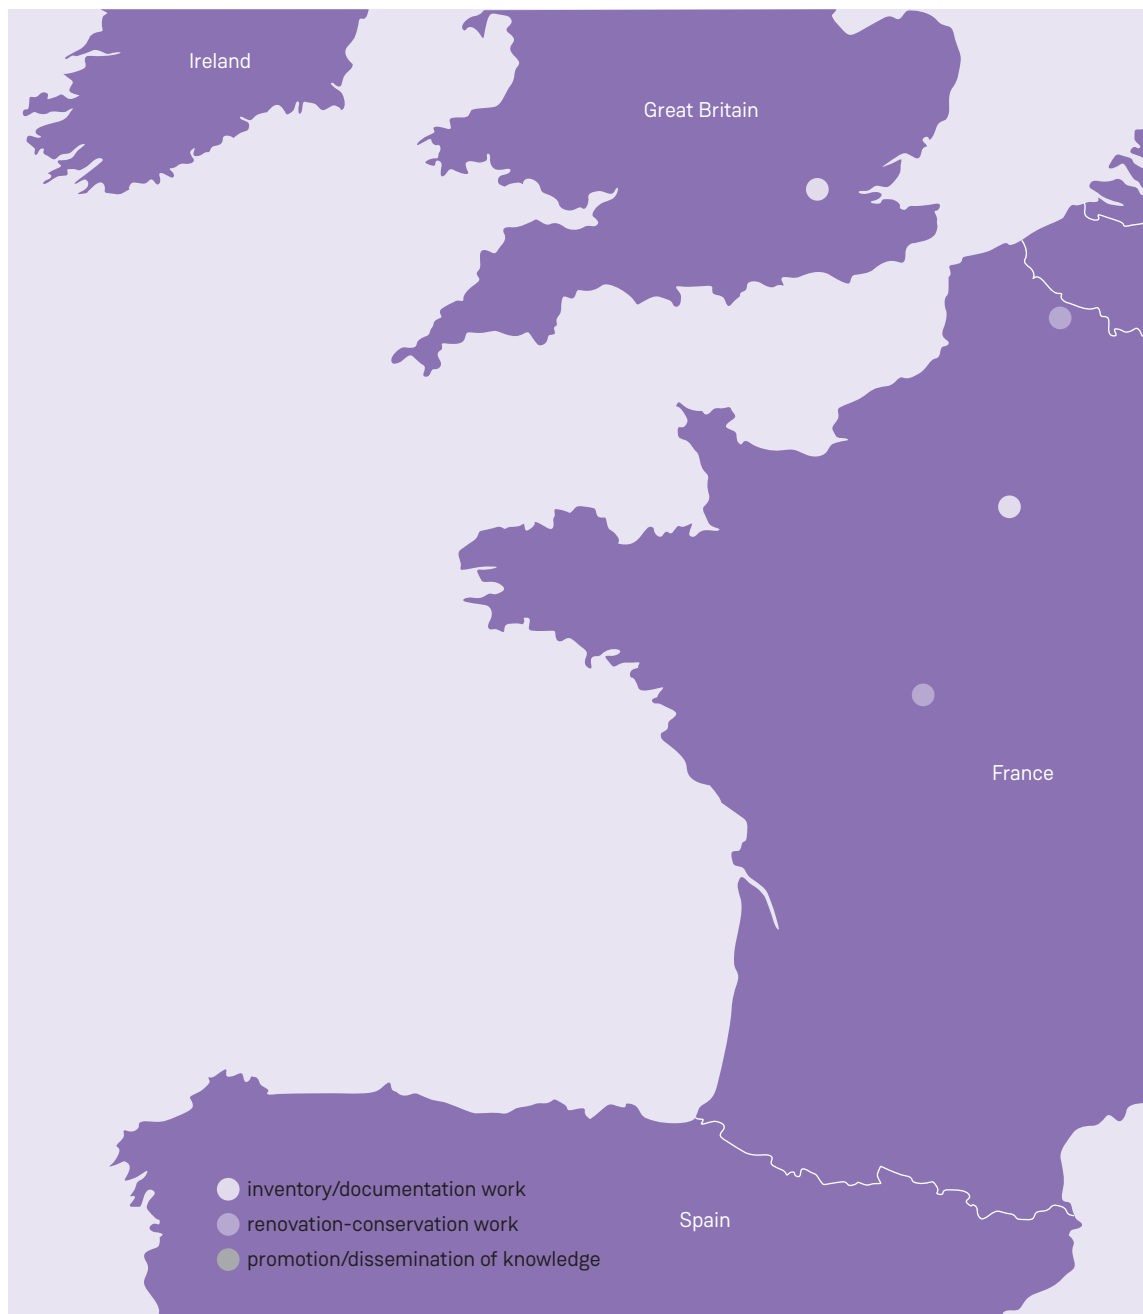 Ireland
Great Britain
France
Spain
inventory/documentation work
renovation-conservation work
promotion/dissemination of knowledge